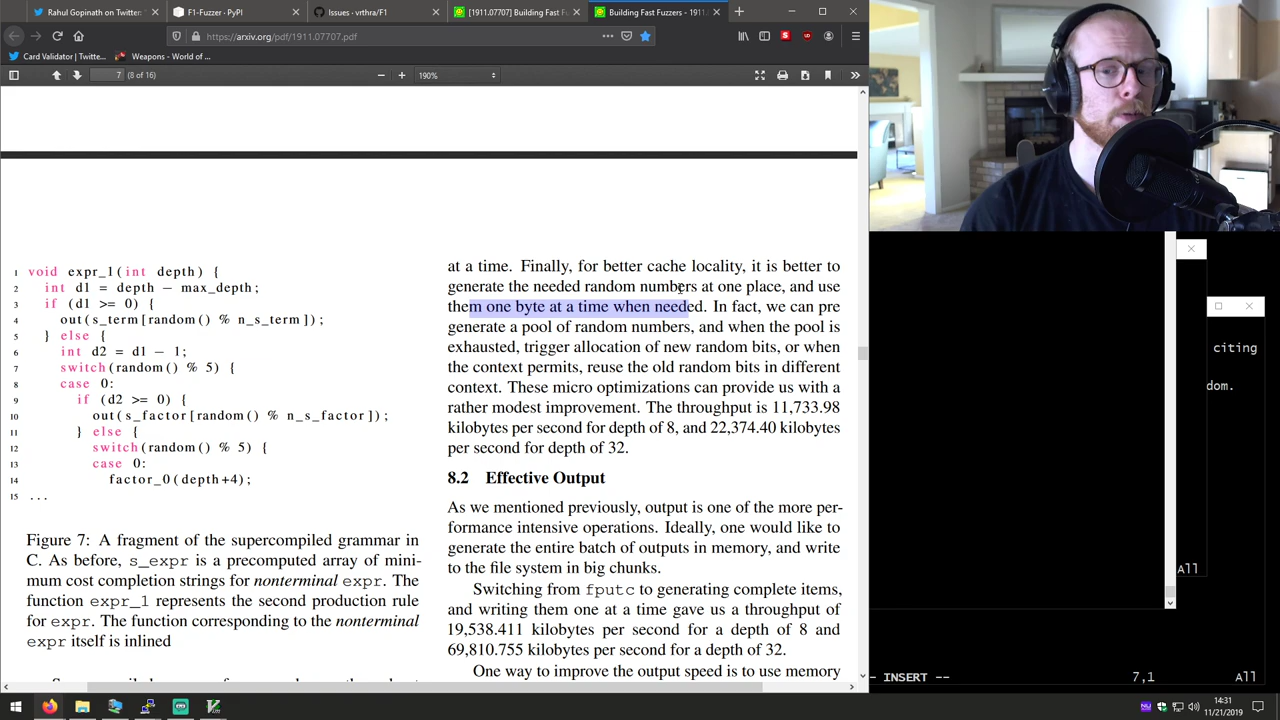 Rahul Gopinath on Twitter
F1-Fuzzer · PyPI
Issues · vrthra/F1
[1911.07707] Building Fast Fu
Building Fast Fuzzers - 1911.
https://arxiv.org/pdf/1911.07707.pdf
Card Validator | Twitte...
Weapons - World of ...
7
(8 of 16)
190%
1 void expr_1(int depth) {
2 int d1 = depth − max_depth;
3 if (d1 >= 0) {
4 out(s_term[random() % n_s_term]);
5 } else {
6 int d2 = d1 − 1;
7 switch(random() % 5) {
8 case 0:
9 if (d2 >= 0) {
10 out(s_factor[random() % n_s_factor]);
11 } else {
12 switch(random() % 5) {
13 case 0:
14 factor_0(depth+4);
15 ...
Figure 7: A fragment of the supercompiled grammar in
C. As before, s_expr is a precomputed array of mini-
mum cost completion strings for nonterminal expr. The
function expr_1 represents the second production rule
for expr. The function corresponding to the nonterminal
expr itself is inlined
at a time. Finally, for better cache locality, it is better to
generate the needed random numbers at one place, and use
them one byte at a time when needed. In fact, we can pre
generate a pool of random numbers, and when the pool is
exhausted, trigger allocation of new random bits, or when
the context permits, reuse the old random bits in different
context. These micro optimizations can provide us with a
rather modest improvement. The throughput is 11,733.98
kilobytes per second for depth of 8, and 22,374.40 kilobytes
per second for depth of 32.
8.2 Effective Output
As we mentioned previously, output is one of the more per-
formance intensive operations. Ideally, one would like to
generate the entire batch of outputs in memory, and write
to the file system in big chunks.
Switching from fputc to generating complete items,
and writing them one at a time gave us a throughput of
19,538.411 kilobytes per second for a depth of 8 and
69,810.755 kilobytes per second for a depth of 32.
One way to improve the output speed is to use memory
citing
dom.
All
- INSERT --
7,1
All
14:31
11/21/2019